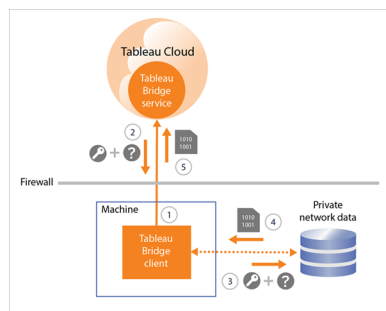 Tableau Cloud
Tableau
Bridge
service
2
1010
1001
+ ?
5
Firewall
Machine
1
1010
1001
4
Private
network data
Tableau
Bridge
client
3
+ ?